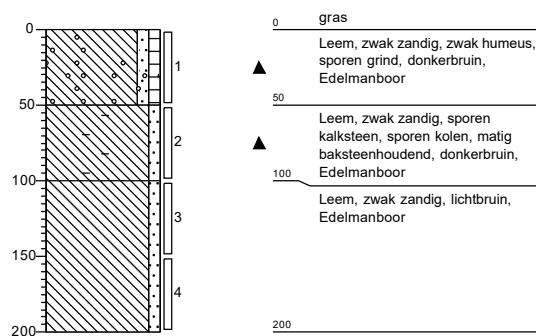 0
50
100
150
200
1
2
3
4
0
gras
Leem, zwak zandig, zwak humeus,
sporen grind, donkerbruin,
Edelmanboor
50
Leem, zwak zandig, sporen
kalksteen, sporen kolen, matig
baksteenhoudend, donkerbruin,
Edelmanboor
100
Leem, zwak zandig, lichtbruin,
Edelmanboor
200